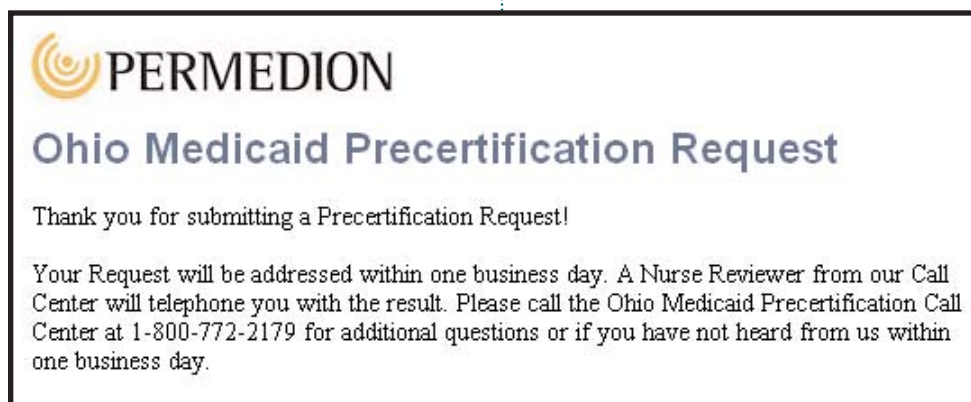 PERMEDION
Ohio Medicaid Precertification Request
Thank you for submitting a Precertification Request!
Your Request will be addressed within one business day. A Nurse Reviewer from our Call
Center will telephone you with the result. Please call the Ohio Medicaid Precertification Call
Center at 1-800-772-2179 for additional questions or if you have not heard from us within
one business day.